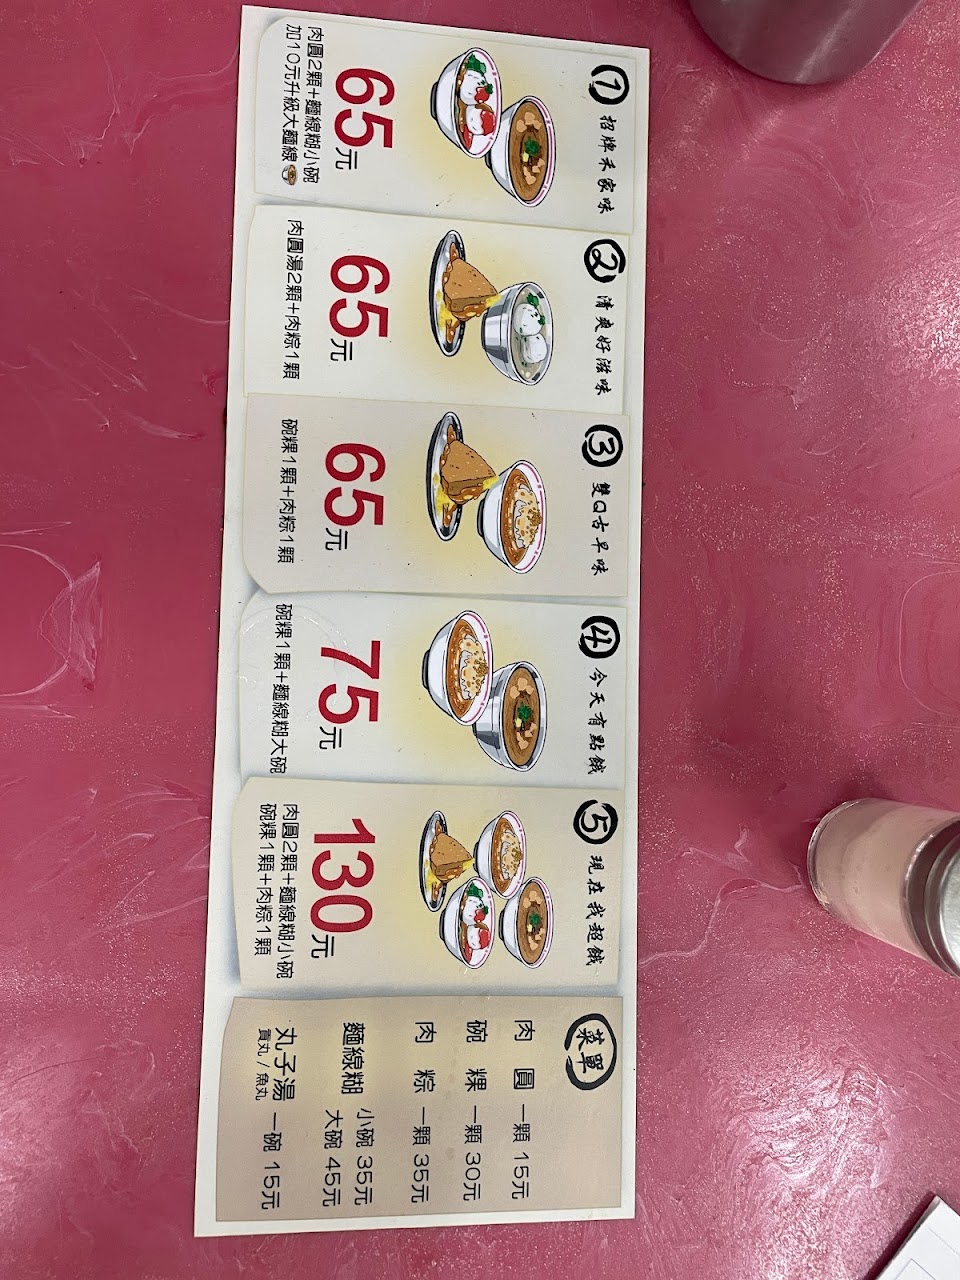 1 招牌禾家味
65元
肉圓2顆+麵線糊小碗
加10元升級大麵線
2 清爽好滋味
65元
肉圓湯2顆+肉粽1顆
3 雙Q古早味
65元
碗粿1顆+肉粽1顆
4 今天有點餓
75元
碗粿1顆+麵線糊大碗
5 現在我超餓
130元
肉圓2顆+麵線糊小碗
碗粿1顆+肉粽1顆
菜單
肉圓 一顆 15元
碗粿 一顆 30元
肉粽 一顆 35元
麵線糊 小碗 35元
大碗 45元
丸子湯 一碗 15元
貢丸/魚丸